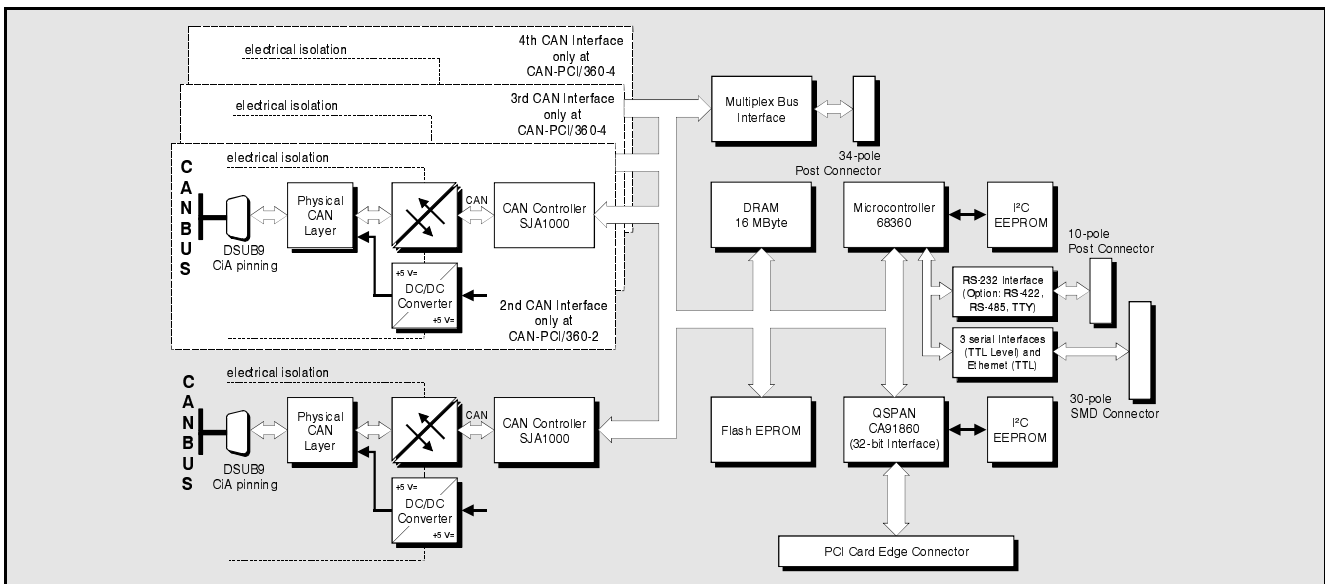 electrical isolation
4th CAN Interface
only at
CAN-PCI/360-4
electrical isolation
3rd CAN Interface
only at
CAN-PCI/360-4
electrical isolation
CANBUS
DSUB9
CiA pinning
Physical
CAN
Layer
CAN
CAN Controller
SJA1000
+5 V=
DC/DC
Converter
+5 V=
2nd CAN Interface
only at
CAN-PCI/360-2
electrical isolation
CANBUS
DSUB9
CiA pinning
Physical
CAN
Layer
CAN
CAN Controller
SJA1000
+5 V=
DC/DC
Converter
+5 V=
Multiplex Bus
Interface
34-pole
Post Connector
DRAM
16 MByte
Microcontroller
68360
I²C
EEPROM
10-pole
Post Connector
RS-232 Interface
(Option: RS-422,
RS-485, TTY)
3 serial Interfaces
(TTL Level) and
Ethernet (TTL)
30-pole
SMD Connector
Flash EPROM
QSPAN
CA91860
(32-bit Interface)
I²C
EEPROM
PCI Card Edge Connector